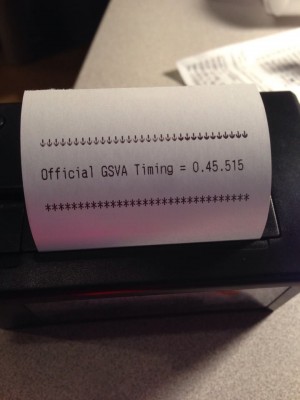 ⚓⚓⚓⚓⚓⚓⚓⚓⚓⚓⚓⚓⚓⚓⚓⚓⚓⚓⚓⚓⚓⚓⚓⚓⚓⚓⚓⚓⚓⚓
Official GSVA Timing = 0.45.515
******************************